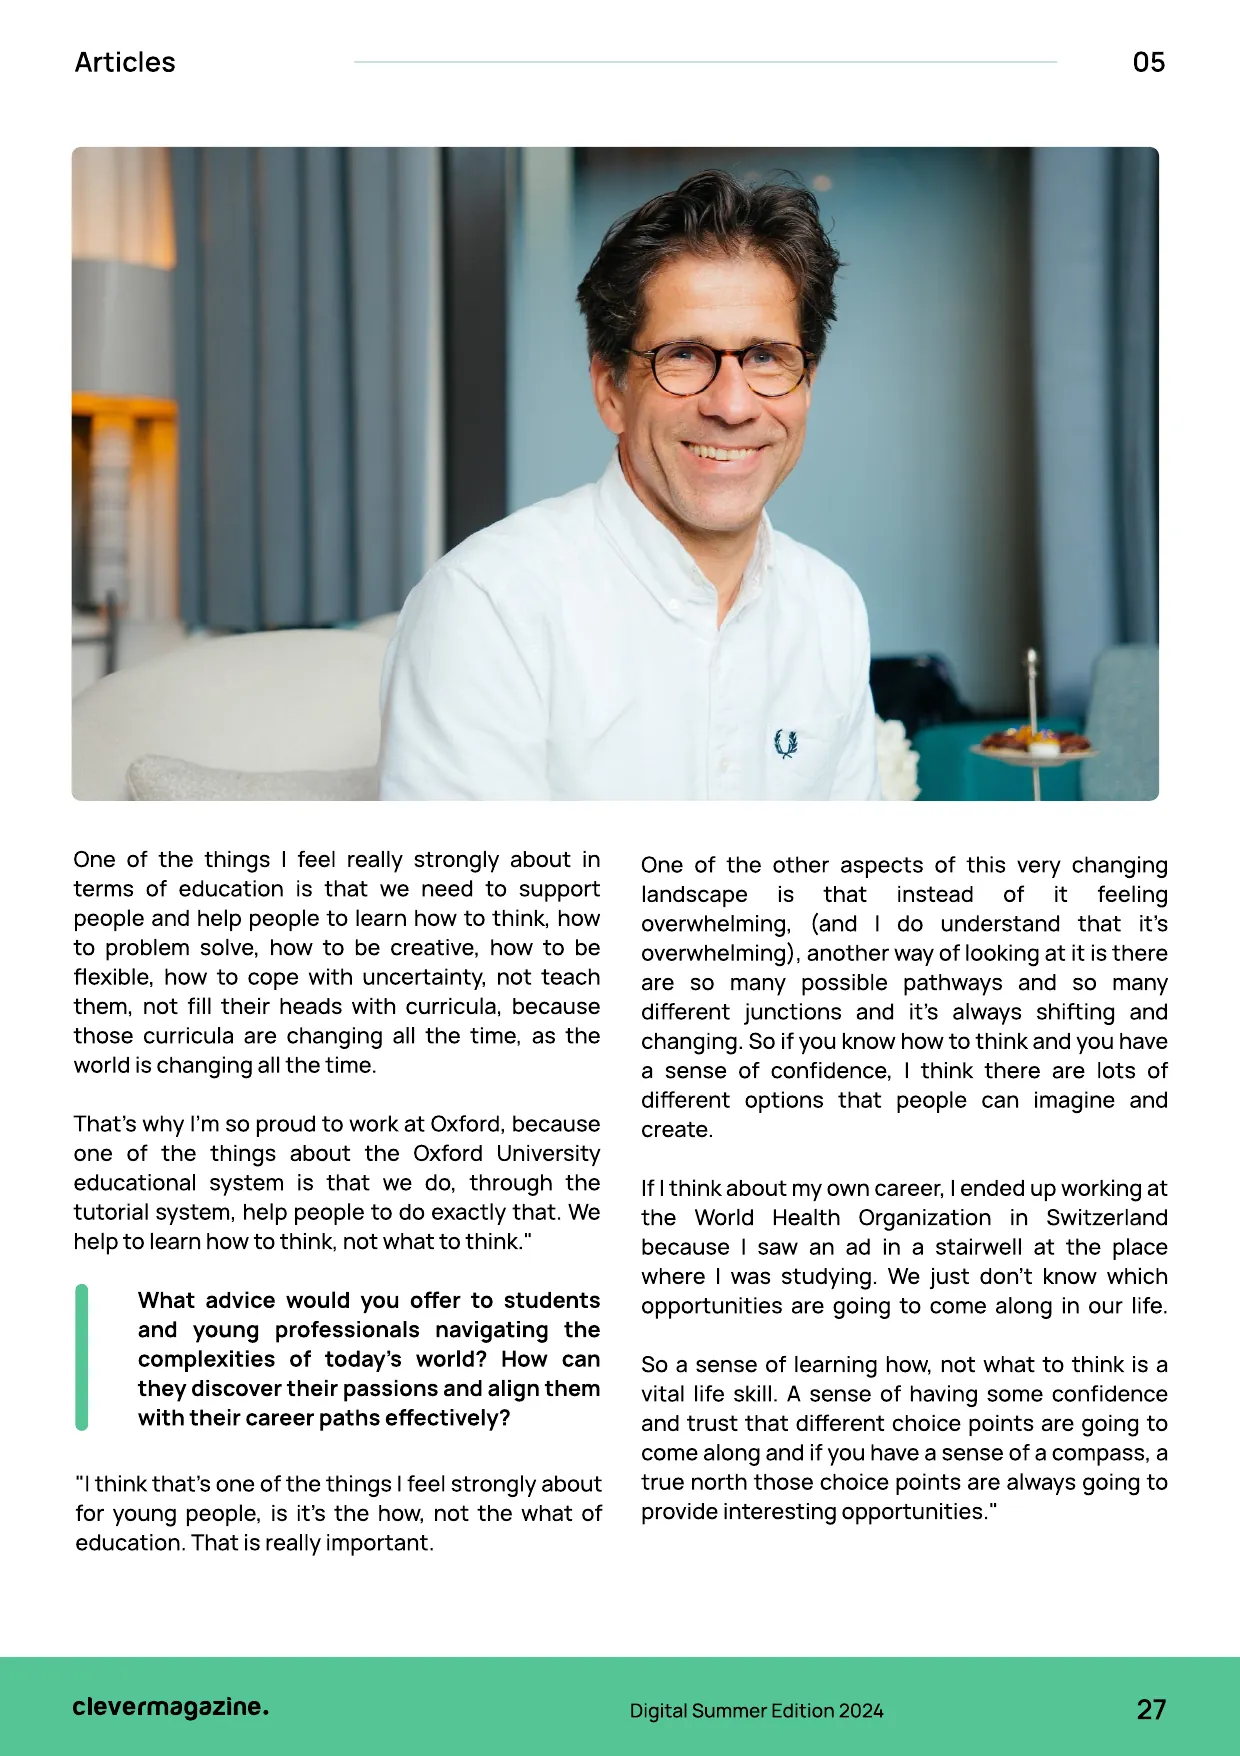 Articles
05
One of the things I feel really strongly about in
terms of education is that we need to support
people and help people to learn how to think, how
to problem solve, how to be creative, how to be
flexible, how to cope with uncertainty, not teach
them, not fill their heads with curricula, because
those curricula are changing all the time, as the
world is changing all the time.
That's why I'm so proud to work at Oxford, because
one of the things about the Oxford University
educational system is that we do, through the
tutorial system, help people to do exactly that. We
help to learn how to think, not what to think."
What advice would you offer to students
and young professionals navigating the
complexities of today's world? How can
they discover their passions and align them
with their career paths effectively?
"I think that's one of the things I feel strongly about
for young people, is it's the how, not the what of
education. That is really important.
One of the other aspects of this very changing
landscape is that instead of it feeling
overwhelming, (and I do understand that it's
overwhelming), another way of looking at it is there
are so many possible pathways and so many
different junctions and it's always shifting and
changing. So if you know how to think and you have
a sense of confidence, I think there are lots of
different options that people can imagine and
create.
If I think about my own career, I ended up working at
the World Health Organization in Switzerland
because I saw an ad in a stairwell at the place
where I was studying. We just don't know which
opportunities are going to come along in our life.
So a sense of learning how, not what to think is a
vital life skill. A sense of having some confidence
and trust that different choice points are going to
come along and if you have a sense of a compass, a
true north those choice points are always going to
provide interesting opportunities."
clevermagazine.
Digital Summer Edition 2024
27